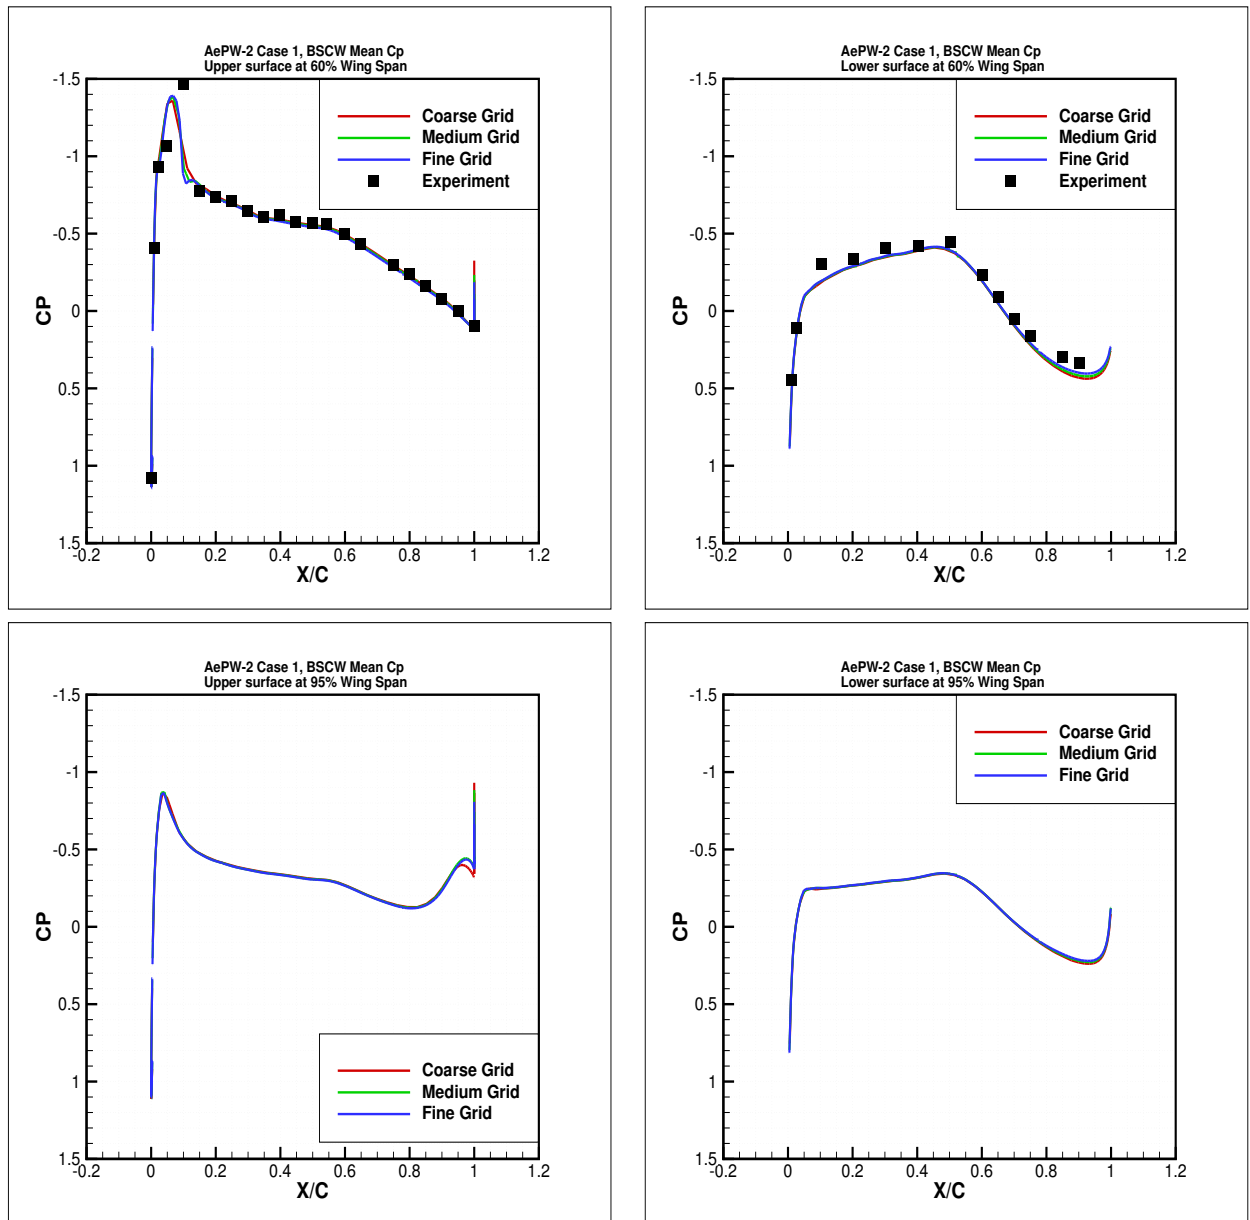 AePW-2 Case 1, BSCW Mean Cp
Upper surface at 60% Wing Span
-1.5
-1
-0.5
0
0.5
1
1.5
CP
-0.2
0
0.2
0.4
0.6
0.8
1
1.2
X/C
Coarse Grid
Medium Grid
Fine Grid
Experiment
AePW-2 Case 1, BSCW Mean Cp
Lower surface at 60% Wing Span
-1.5
-1
-0.5
0
0.5
1
1.5
CP
-0.2
0
0.2
0.4
0.6
0.8
1
1.2
X/C
Coarse Grid
Medium Grid
Fine Grid
Experiment
AePW-2 Case 1, BSCW Mean Cp
Upper surface at 95% Wing Span
-1.5
-1
-0.5
0
0.5
1
1.5
CP
-0.2
0
0.2
0.4
0.6
0.8
1
1.2
X/C
Coarse Grid
Medium Grid
Fine Grid
AePW-2 Case 1, BSCW Mean Cp
Lower surface at 95% Wing Span
-1.5
-1
-0.5
0
0.5
1
1.5
CP
-0.2
0
0.2
0.4
0.6
0.8
1
1.2
X/C
Coarse Grid
Medium Grid
Fine Grid